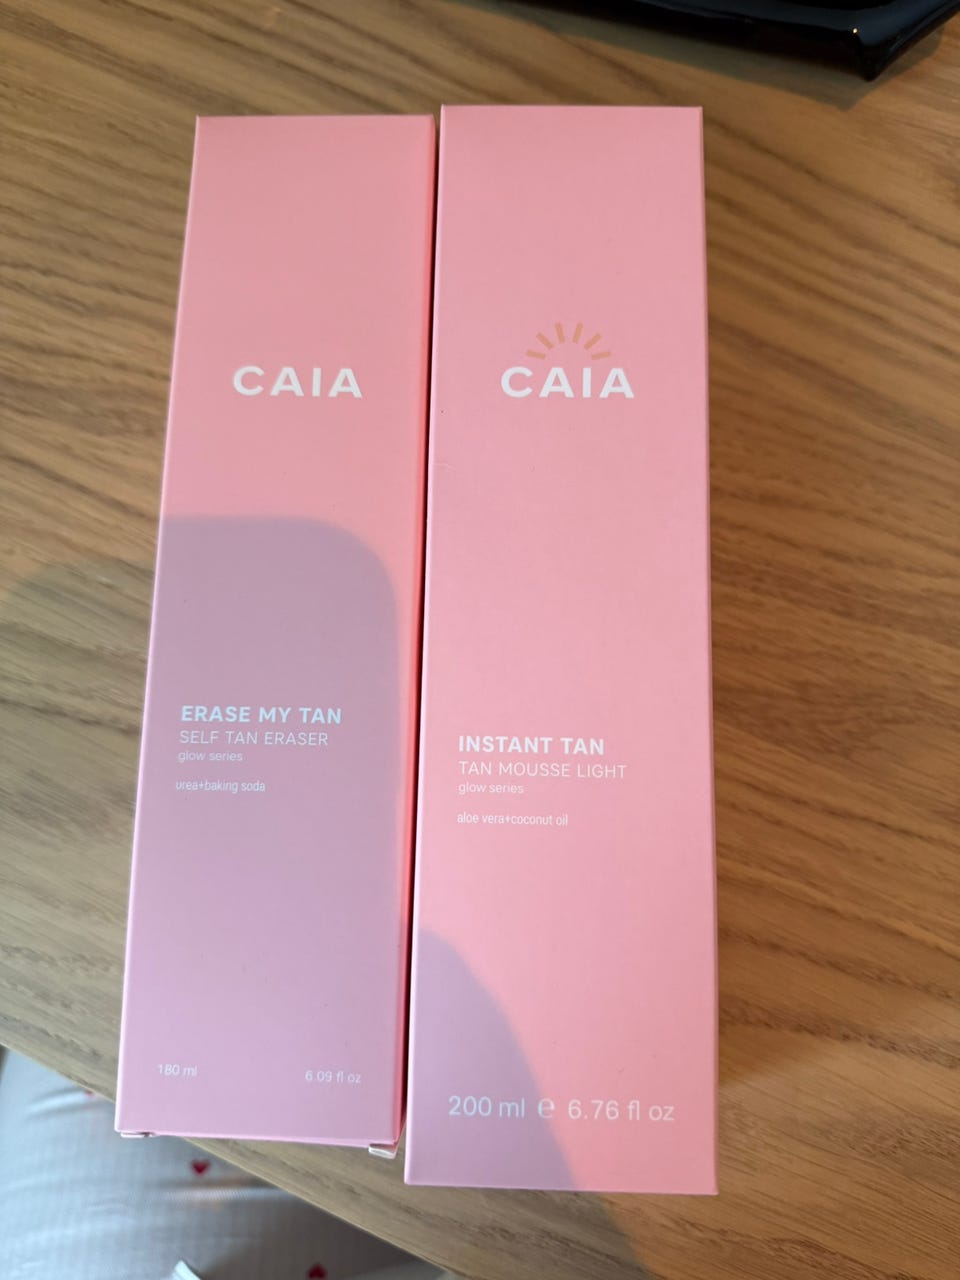 CAIA
ERASE MY TAN
SELF TAN ERASER
glow series
urea+baking soda
180 ml 6.09 fl oz
CAIA
INSTANT TAN
TAN MOUSSE LIGHT
glow series
aloe vera+coconut oil
200 ml ℮ 6.76 fl oz